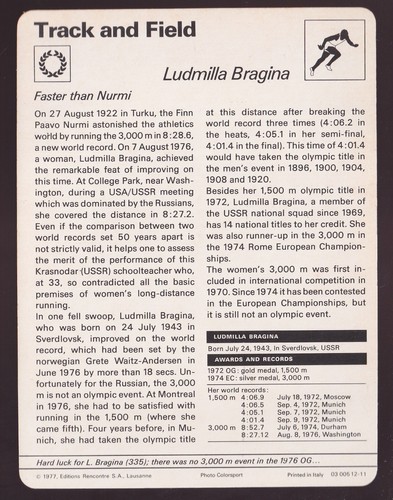 Track and Field
Ludmilla Bragina
Faster than Nurmi
On 27 August 1922 in Turku, the Finn
Paavo Nurmi astonished the athletics
world by running the 3,000 m in 8:28.6,
a new world record. On 7 August 1976,
a woman, Ludmilla Bragina, achieved
the remarkable feat of improving on
this time. At College Park, near Wash-
ington, during a USA/USSR meeting
which was dominated by the Russians,
she covered the distance in 8:27.2.
Even if the comparison between two
world records set 50 years apart is
not strictly valid, it helps one to assess
the merit of the performance of this
Krasnodar (USSR) schoolteacher who,
at 33, so contradicted all the basic
premises of women's long-distance
running.
In one fell swoop, Ludmilla Bragina,
who was born on 24 July 1943 in
Sverdlovsk, improved on the world
record, which had been set by the
norwegian Grete Waitz-Andersen in
June 1976 by more than 18 secs. Un-
fortunately for the Russian, the 3,000 m
is not an olympic event. At Montreal
in 1976, she had to be satisfied with
running in the 1,500 m (where she
came fifth). Four years before, in Mu-
nich, she had taken the olympic title
at this distance after breaking the
world record three times (4:06.2 in
the heats, 4:05.1 in her semi-final,
4:01.4 in the final). This time of 4:01.4
would have taken the olympic title in
the men's event in 1896, 1900, 1904,
1908 and 1920.
Besides her 1,500 m olympic title in
1972, Ludmilla Bragina, a member of
the USSR national squad since 1969,
has 14 national titles to her credit. She
was also runner-up in the 3,000 m in
the 1974 Rome European Champion-
ships.
The women's 3,000 m was first in-
cluded in international competition in
1970. Since 1974 it has been contested
in the European Championships, but
it is still not an olympic event.
LUDMILLA BRAGINA
Born July 24, 1943, in Sverdlovsk, USSR
AWARDS AND RECORDS
1972 OG: gold medal, 1,500 m
1974 EC: silver medal, 3,000 m
Her world records:
1,500 m 4:06.9 July 18, 1972, Moscow
4:06.5 Sep. 4, 1972, Munich
4:05.1 Sep. 7, 1972, Munich
4:01.4 Sep. 9, 1972, Munich
3,000 m 8:52.7 July 6, 1974, Durham
8:27.12 Aug. 8, 1976, Washington
Hard luck for L. Bragina (335); there was no 3,000 m event in the 1976 OG...
© 1977, Editions Rencontre S.A., Lausanne Photo Colorsport Printed in Italy 03 006 12-11